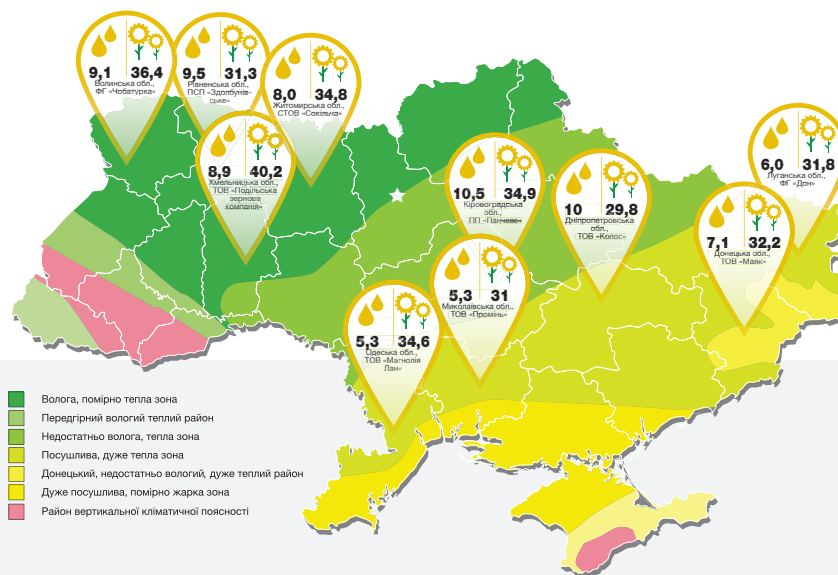 9,1 36,4
Волинська обл.,
ФГ «Чобатурка»
9,5 31,3
Рівненська обл.,
ПСП «Здолбунів-
ське»
8,0 34,8
Житомирська обл.,
СТОВ «Сокільча»
8,9 40,2
Хмельницька обл.,
ТОВ «Подільська
зернова
компанія»
10,5 34,9
Кіровоградська
обл.,
ПП «Панчеве»
10 29,8
Дніпропетровська
обл.,
ТОВ «Колос»
6,0 31,8
Луганська обл.,
ФГ «Дон»
7,1 32,2
Донецька обл.,
ТОВ «Маяк»
5,3 31
Миколаївська обл.,
ТОВ «Промінь»
5,3 34,6
Одеська обл.,
ТОВ «Магнолія
Лан»
Волога, помірно тепла зона
Передгірний вологий теплий район
Недостатньо волога, тепла зона
Посушлива, дуже тепла зона
Донецький, недостатньо вологий, дуже теплий район
Дуже посушлива, помірно жарка зона
Район вертикальної кліматичної поясності